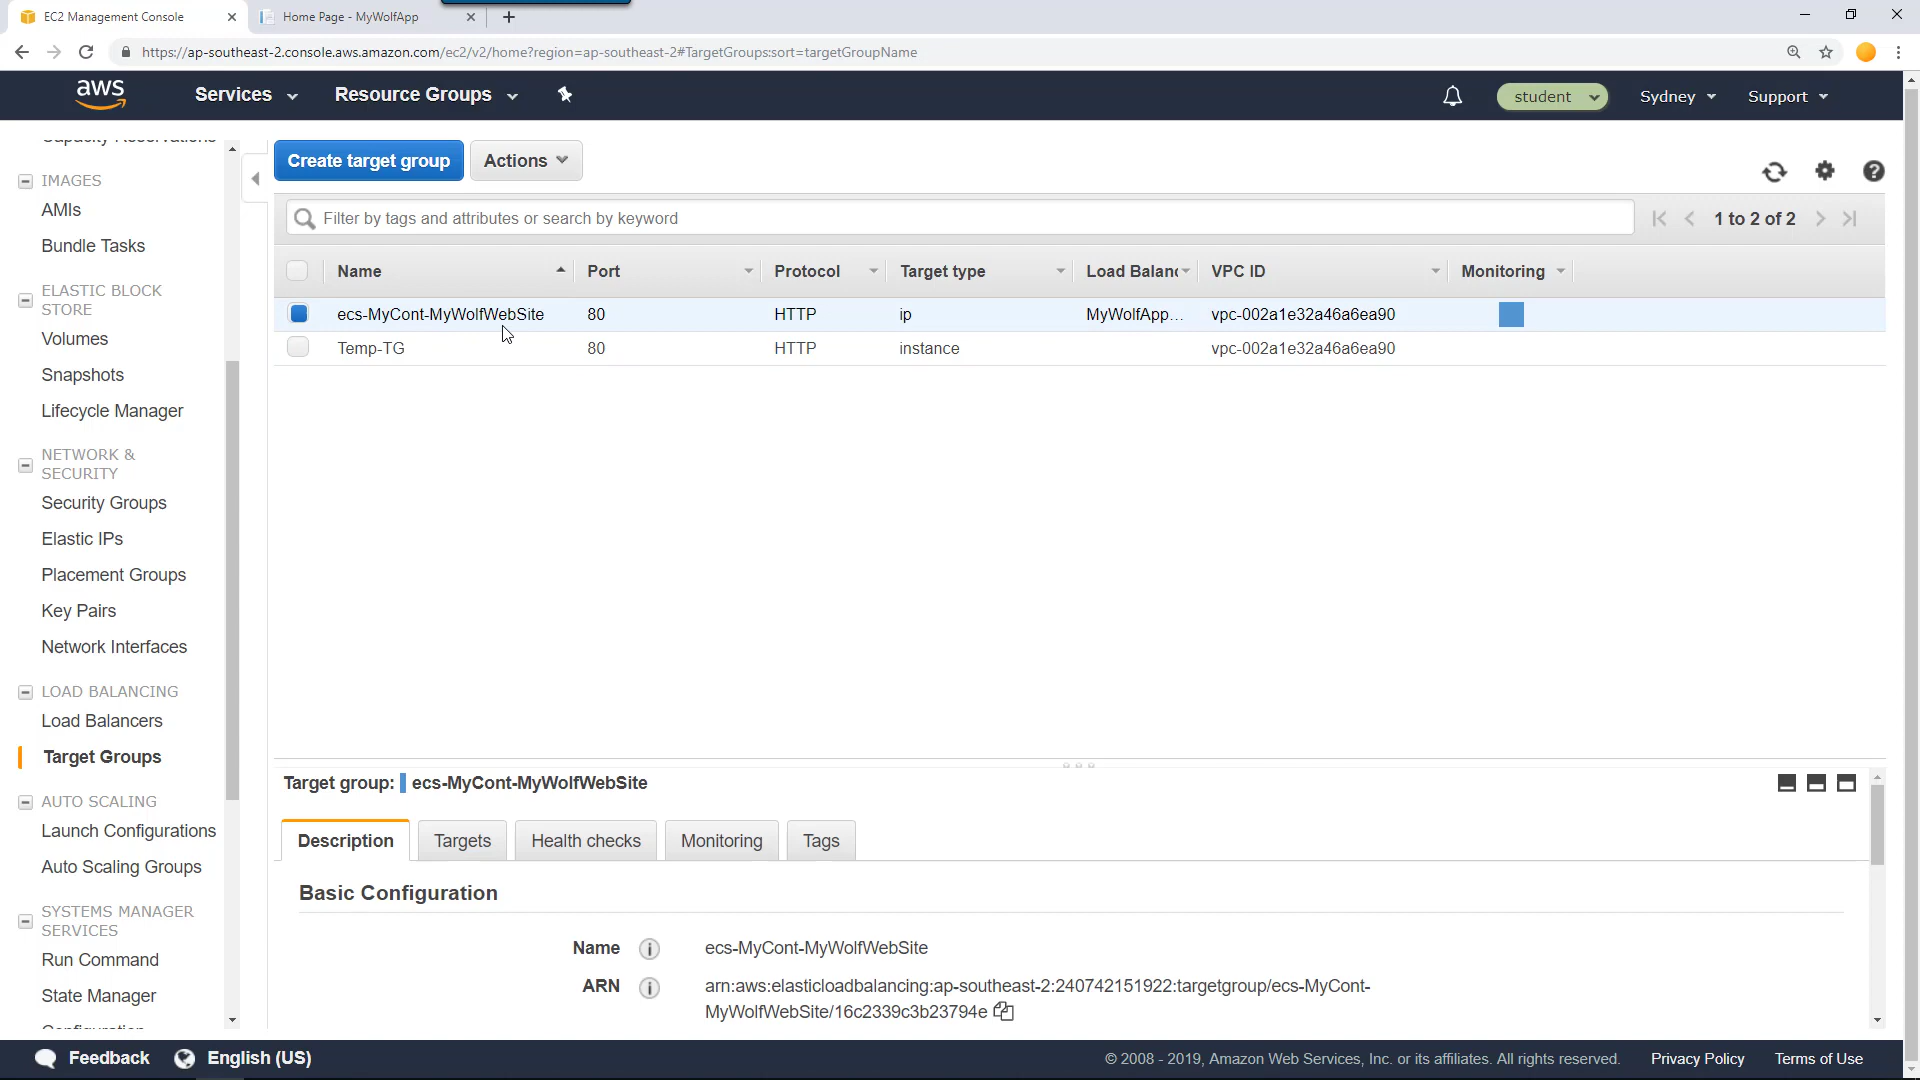 EC2 Management Console
Home Page - MyWolfApp
https://ap-southeast-2.console.aws.amazon.com/ec2/v2/home?region=ap-southeast-2#TargetGroups:sort=targetGroupName
aws
Services
Resource Groups
student
Sydney
Support
Capacity Reservations
IMAGES
AMIs
Bundle Tasks
ELASTIC BLOCK
STORE
Volumes
Snapshots
Lifecycle Manager
NETWORK &
SECURITY
Security Groups
Elastic IPs
Placement Groups
Key Pairs
Network Interfaces
LOAD BALANCING
Load Balancers
Target Groups
AUTO SCALING
Launch Configurations
Auto Scaling Groups
SYSTEMS MANAGER
SERVICES
Run Command
State Manager
Configuration
Create target group
Actions
Filter by tags and attributes or search by keyword
1 to 2 of 2
Name Port Protocol Target type Load Balanc VPC ID Monitoring
ecs-MyCont-MyWolfWebSite 80 HTTP ip MyWolfApp... vpc-002a1e32a46a6ea90
Temp-TG 80 HTTP instance vpc-002a1e32a46a6ea90
Target group: ecs-MyCont-MyWolfWebSite
Description Targets Health checks Monitoring Tags
Basic Configuration
Name ecs-MyCont-MyWolfWebSite
ARN arn:aws:elasticloadbalancing:ap-southeast-2:240742151922:targetgroup/ecs-MyCont-
MyWolfWebSite/16c2339c3b23794e
Feedback
English (US)
© 2008 - 2019, Amazon Web Services, Inc. or its affiliates. All rights reserved.
Privacy Policy
Terms of Use